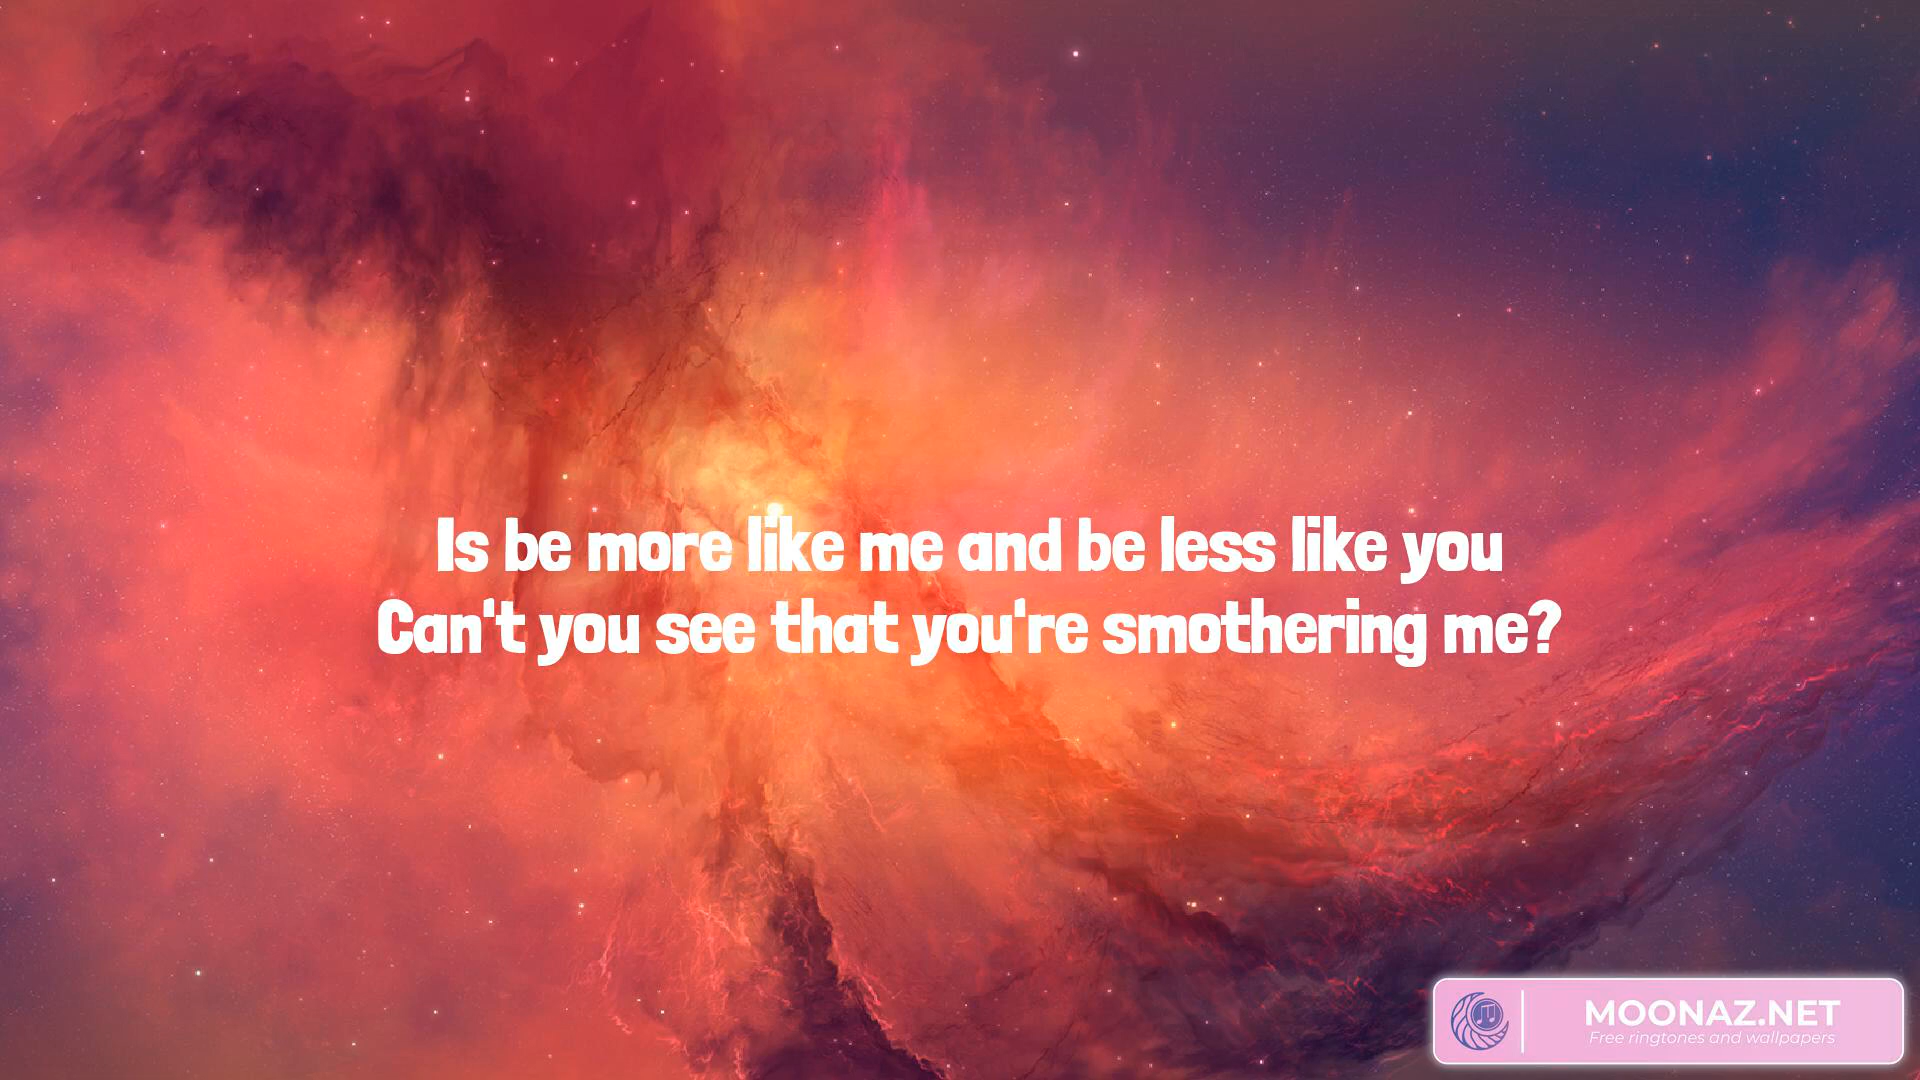 Is be more like me and be less like you
Can't you see that you're smothering me?
MOONAZ.NET
Free ringtones and wallpapers